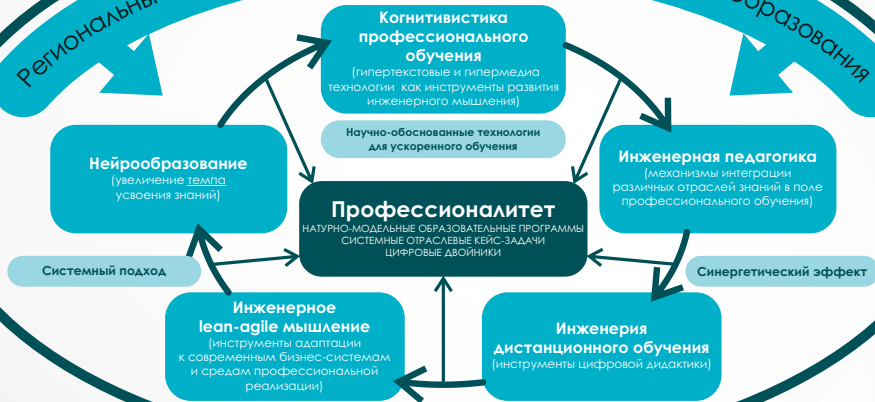 Региональны
образования
Когнитивистика
профессионального
обучения
(гипертекстовые и гипермедиа
технологии как инструменты развития
инженерного мышления)
Научно-обоснованные технологии
для ускоренного обучения
Нейрообразование
(увеличение темпа
усвоения знаний)
Инженерная педагогика
(механизмы интеграции
различных отраслей знаний в поле
профессионального обучения)
Профессионалитет
НАТУРНО-МОДЕЛЬНЫЕ ОБРАЗОВАТЕЛЬНЫЕ ПРОГРАММЫ
СИСТЕМНЫЕ ОТРАСЛЕВЫЕ КЕЙС-ЗАДАЧИ
ЦИФРОВЫЕ ДВОЙНИКИ
Системный подход
Синергетический эффект
Инженерное
lean-agile мышление
(инструменты адаптации
к современным бизнес-системам
и средам профессиональной
реализации)
Инженерия
дистанционного обучения
(инструменты цифровой дидактики)